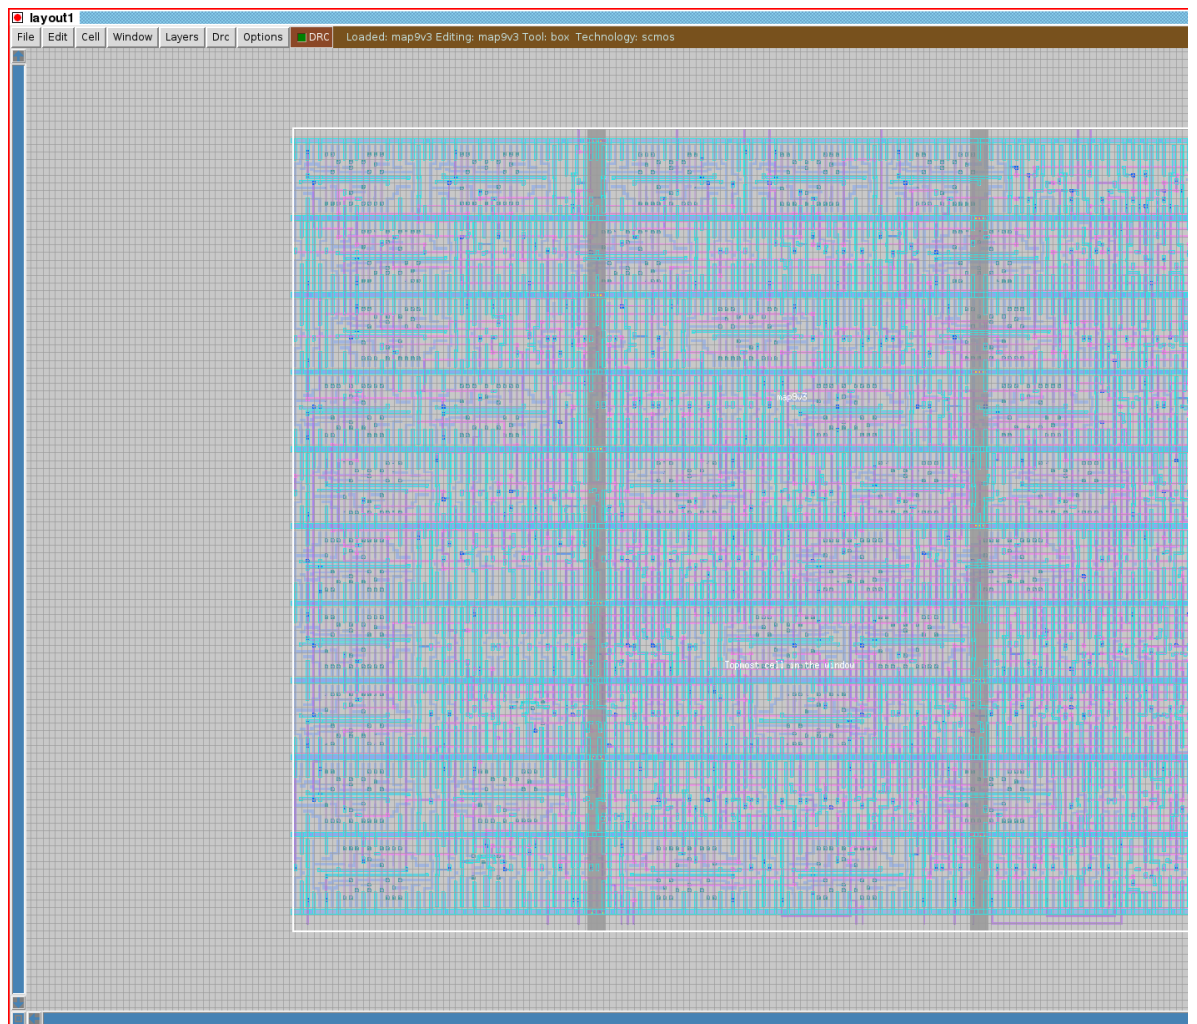 layout1
File Edit Cell Window Layers Drc Options DRC Loaded: map9v3 Editing: map9v3 Tool: box Technology: scmos
map9v3
Topmost cell in the window